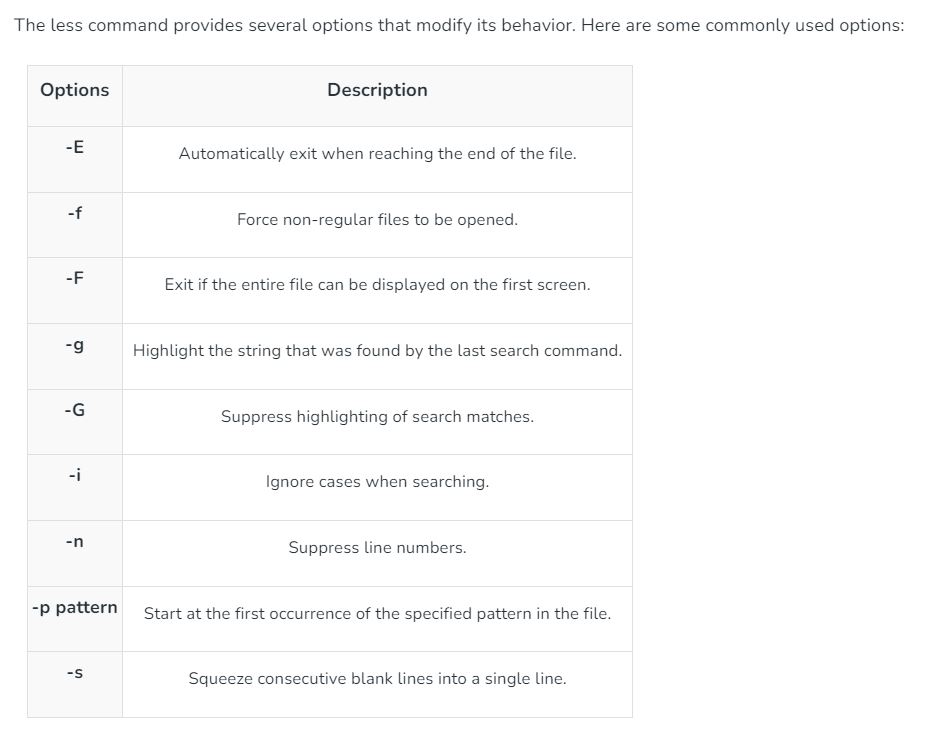 The less command provides several options that modify its behavior. Here are some commonly used options:
Options Description
-E Automatically exit when reaching the end of the file.
-f Force non-regular files to be opened.
-F Exit if the entire file can be displayed on the first screen.
-g Highlight the string that was found by the last search command.
-G Suppress highlighting of search matches.
-i Ignore cases when searching.
-n Suppress line numbers.
-p pattern Start at the first occurrence of the specified pattern in the file.
-s Squeeze consecutive blank lines into a single line.